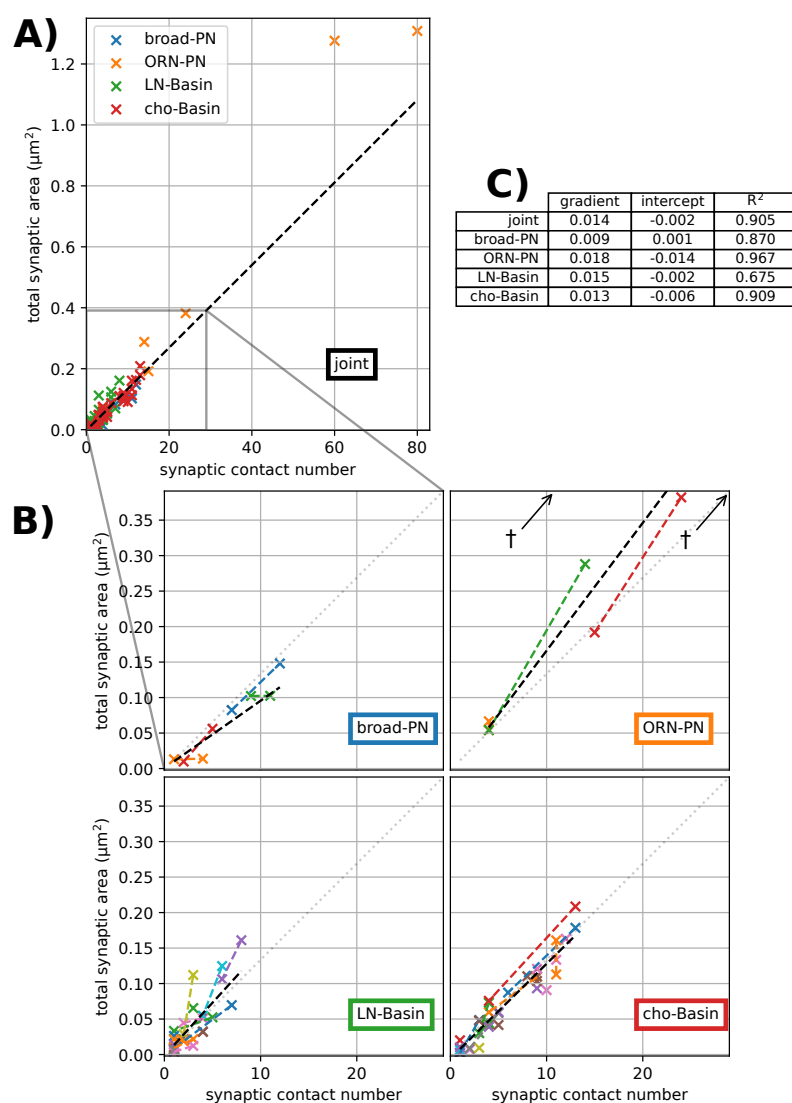 A)
broad-PN
ORN-PN
LN-Basin
cho-Basin
total synaptic area (µm²)
1.2
1.0
0.8
0.6
0.4
0.2
0.0
0 20 40 60 80
synaptic contact number
joint
C)
gradient intercept R²
joint 0.014 -0.002 0.905
broad-PN 0.009 0.001 0.870
ORN-PN 0.018 -0.014 0.967
LN-Basin 0.015 -0.002 0.675
cho-Basin 0.013 -0.006 0.909
B)
total synaptic area (µm²)
0.35
0.30
0.25
0.20
0.15
0.10
0.05
0.00
broad-PN
† †
ORN-PN
total synaptic area (µm²)
0.35
0.30
0.25
0.20
0.15
0.10
0.05
0.00
LN-Basin
cho-Basin
0 10 20
0 10 20
synaptic contact number
synaptic contact number